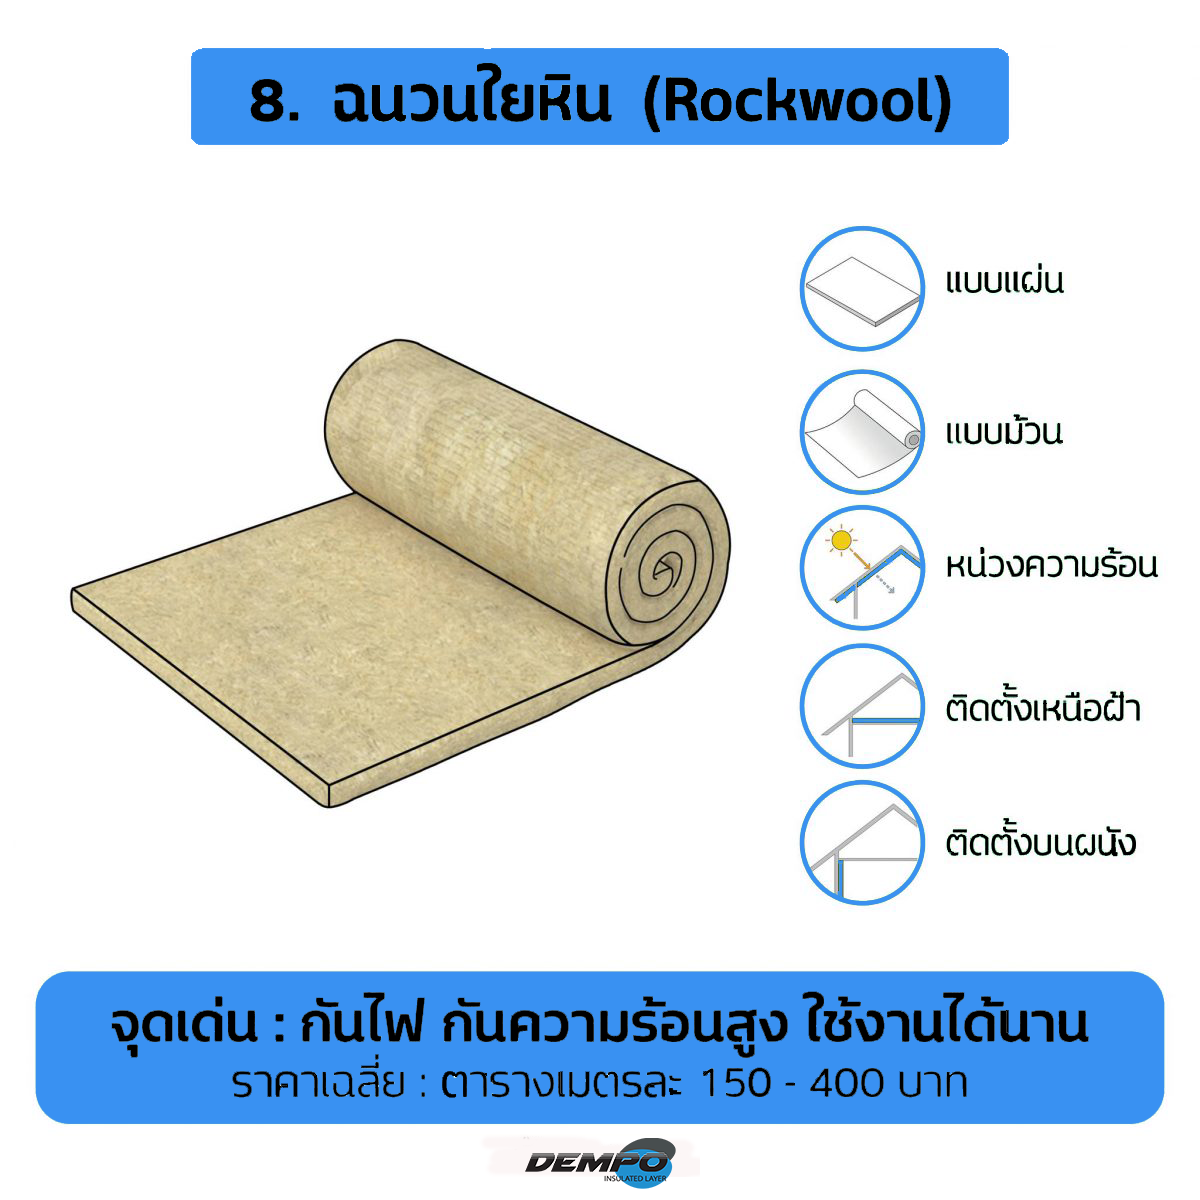 8. ฉนวนใยหิน (Rockwool)
แบบแผ่น
แบบม้วน
หน่วงความร้อน
ติดตั้งเหนือฝ้า
ติดตั้งบนผนัง
จุดเด่น : กันไฟ กันความร้อนสูง ใช้งานได้นาน
ราคาเฉลี่ย : ตารางเมตรละ 150 - 400 บาท
DEMPO
INSULATED LAYER